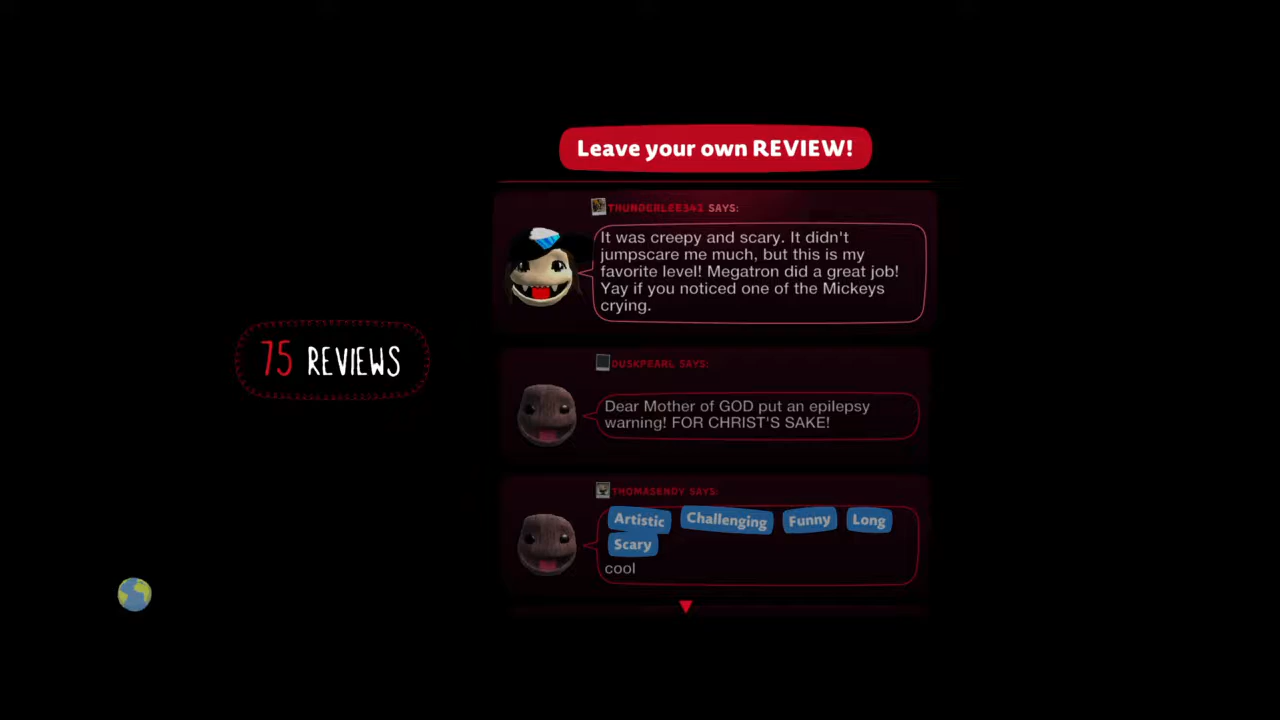 Leave your own REVIEW!
THUNDERLEE342 SAYS:
It was creepy and scary. It didn't
jumpscare me much, but this is my
favorite level! Megatron did a great job!
Yay if you noticed one of the Mickeys
crying.
75 REVIEWS
DUSKPEARL SAYS:
Dear Mother of GOD put an epilepsy
warning! FOR CHRIST'S SAKE!
THOMASENDY SAYS:
Artistic Challenging Funny Long
Scary
cool